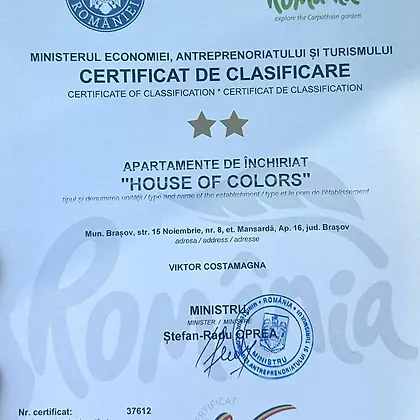 ROMÂNIEI
România
explore the Carpathian garden
MINISTERUL ECONOMIEI, ANTREPRENORIATULUI ȘI TURISMULUI
CERTIFICAT DE CLASIFICARE
CERTIFICATE OF CLASSIFICATION * CERTIFICAT DE CLASSIFICATION
APARTAMENTE DE ÎNCHIRIAT
"HOUSE OF COLORS"
tipul și denumirea unității / type and name of the establishment / type et le nom de l'établissement
Mun. Brașov, str. 15 Noiembrie, nr. 8, et. Mansardă, Ap. 16, jud. Brașov
adresa / address / adresse
VIKTOR COSTAMAGNA
România
MINISTRU
MINISTER / MINISTRE
Ștefan-Radu OPREA
ROMÂNIA
MINISTRU
Nr. certificat: 37612
CERTIFICAT